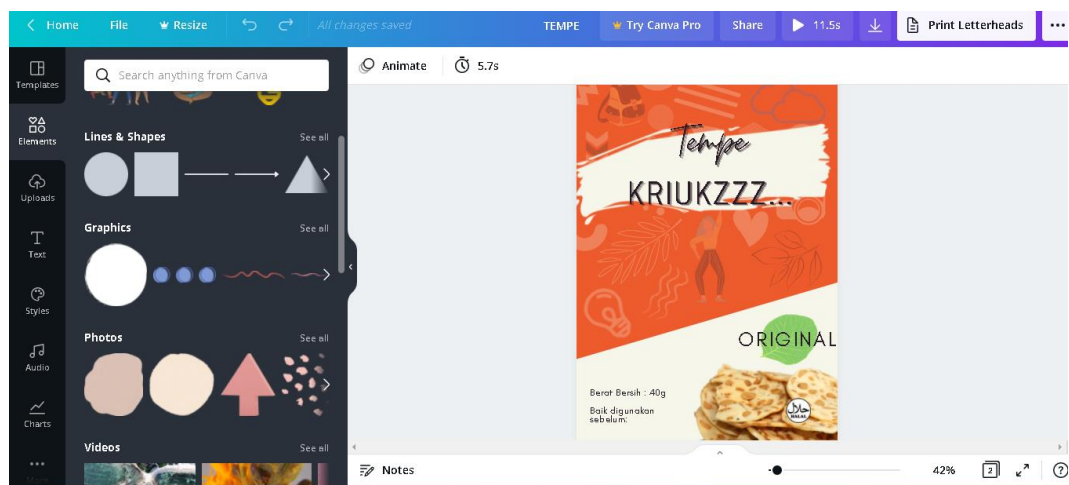 Home File Resize All changes saved TEMPE Try Canva Pro Share 11.5s Print Letterheads
Templates
Elements
Uploads
Text
Styles
Audio
Charts
Search anything from Canva
Lines & Shapes See all
Graphics See all
Photos See all
Videos See all
Animate 5.7s
Tempe
KRIUKZZZ...
ORIGINAL
Berat Bersih : 40g
Baik digunakan
sebelum:
حلال
HALAL
Notes 42% 2 ?